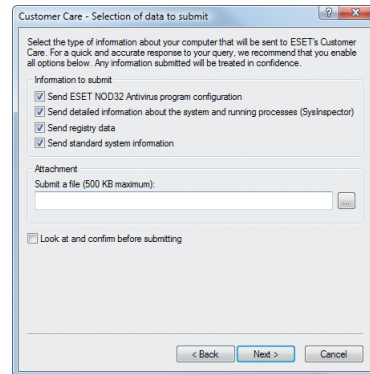 Customer Care - Selection of data to submit
Select the type of information about your computer that will be sent to ESET's Customer
Care. For a quick and accurate response to your query, we recommend that you enable
all options below. Any information submitted will be treated in confidence.
Information to submit
Send ESET NOD32 Antivirus program configuration
Send detailed information about the system and running processes (SysInspector)
Send registry data
Send standard system information
Attachment
Submit a file (500 KB maximum):
...
Look at and confirm before submitting
< Back Next > Cancel